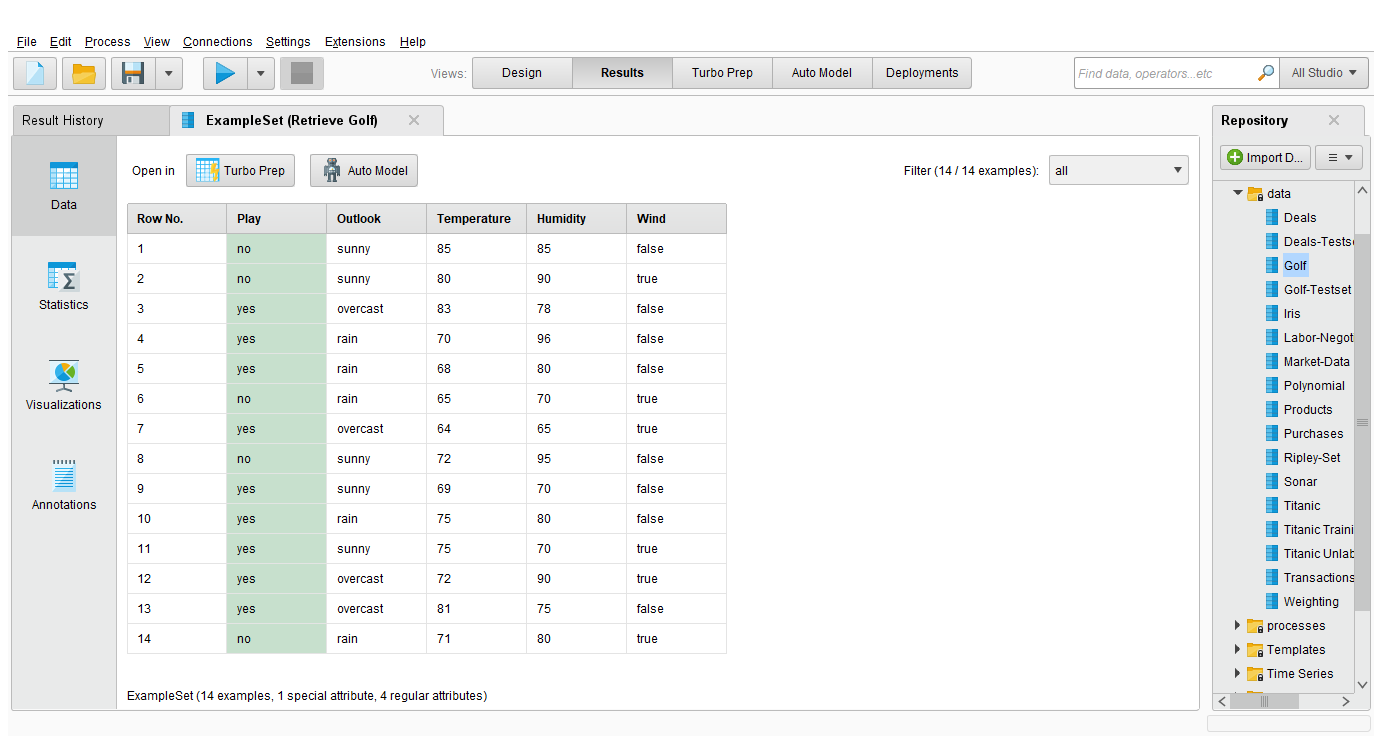 File Edit Process View Connections Settings Extensions Help
Views: Design Results Turbo Prep Auto Model Deployments Find data, operators...etc All Studio
Result History ExampleSet (Retrieve Golf)
Open in Turbo Prep Auto Model Filter (14 / 14 examples): all
Data
Statistics
Visualizations
Annotations
Row No. Play Outlook Temperature Humidity Wind
1 no sunny 85 85 false
2 no sunny 80 90 true
3 yes overcast 83 78 false
4 yes rain 70 96 false
5 yes rain 68 80 false
6 no rain 65 70 true
7 yes overcast 64 65 true
8 no sunny 72 95 false
9 yes sunny 69 70 false
10 yes rain 75 80 false
11 yes sunny 75 70 true
12 yes overcast 72 90 true
13 yes overcast 81 75 false
14 no rain 71 80 true
ExampleSet (14 examples, 1 special attribute, 4 regular attributes)
Repository
Import D...
data
Deals
Deals-Tests
Golf
Golf-Testset
Iris
Labor-Negot
Market-Data
Polynomial
Products
Purchases
Ripley-Set
Sonar
Titanic
Titanic Traini
Titanic Unlab
Transactions
Weighting
processes
Templates
Time Series